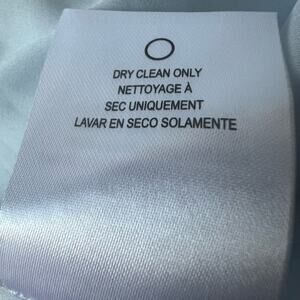 DRY CLEAN ONLY
NETTOYAGE À
SEC UNIQUEMENT
LAVAR EN SECO SOLAMENTE